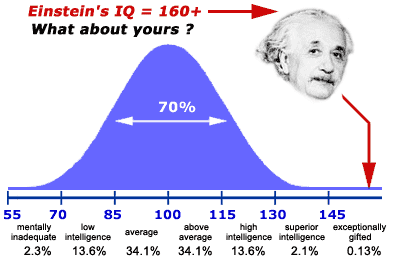 Einstein's IQ = 160+
What about yours ?
70%
55 70 85 100 115 130 145
mentally inadequate low intelligence average above average high intelligence superior intelligence exceptionally gifted
2.3% 13.6% 34.1% 34.1% 13.6% 2.1% 0.13%